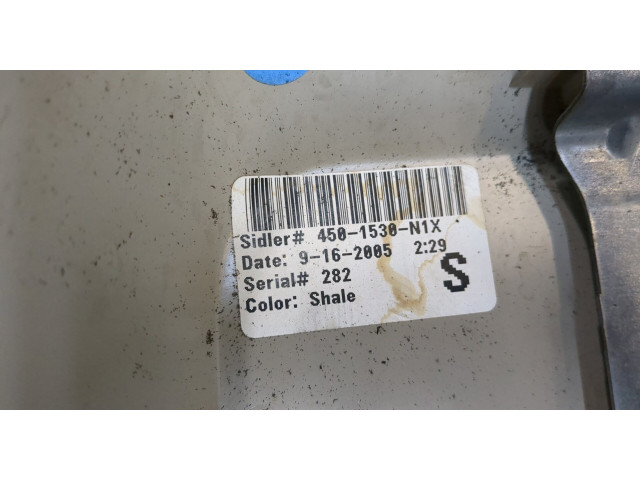 Sidler# 450-1530-N1X
Date: 9-16-2005 2:29
Serial# 282
Color: Shale
S